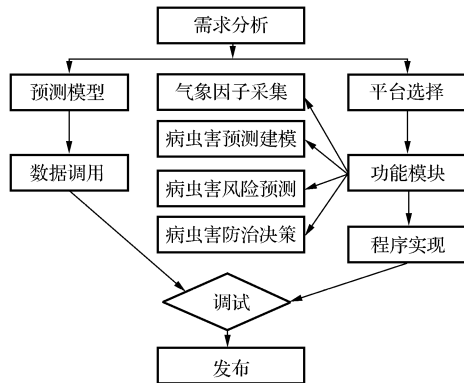 需求分析
预测模型
气象因子采集
平台选择
病虫害预测建模
数据调用
病虫害风险预测
功能模块
病虫害防治决策
程序实现
调试
发布